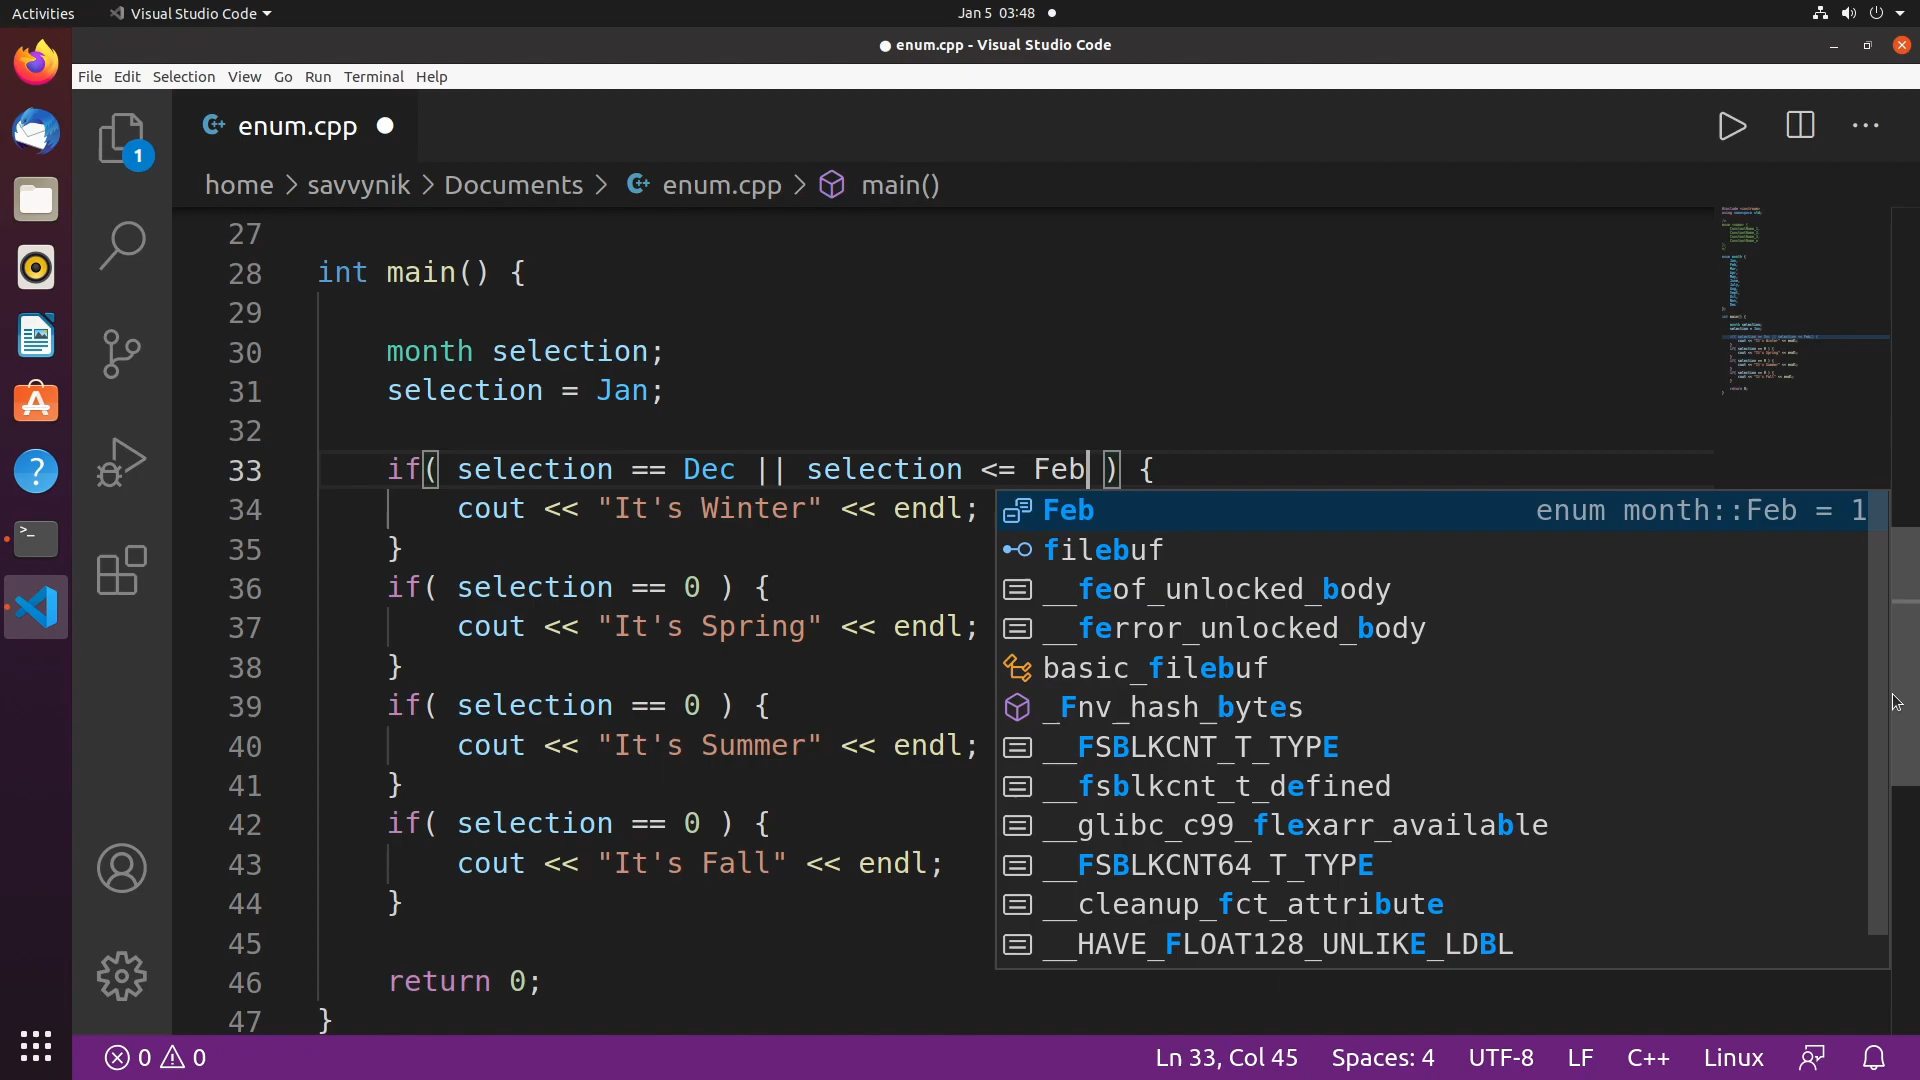 Activities Visual Studio Code Jan 5 03:48
enum.cpp - Visual Studio Code
File Edit Selection View Go Run Terminal Help
1
enum.cpp
home > savvynik > Documents > enum.cpp > main()
27
28 int main() {
29
30 month selection;
31 selection = Jan;
32
33 if( selection == Dec || selection <= Feb ) {
34 cout << "It's Winter" << endl;
35 }
36 if( selection == 0 ) {
37 cout << "It's Spring" << endl;
38 }
39 if( selection == 0 ) {
40 cout << "It's Summer" << endl;
41 }
42 if( selection == 0 ) {
43 cout << "It's Fall" << endl;
44 }
45
46 return 0;
47 }
Feb enum month::Feb = 1
filebuf
__feof_unlocked_body
__ferror_unlocked_body
basic_filebuf
_Fnv_hash_bytes
__FSBLKCNT_T_TYPE
__fsblkcnt_t_defined
__glibc_c99_flexarr_available
__FSBLKCNT64_T_TYPE
__cleanup_fct_attribute
__HAVE_FLOAT128_UNLIKE_LDBL
0 0 Ln 33, Col 45 Spaces: 4 UTF-8 LF C++ Linux